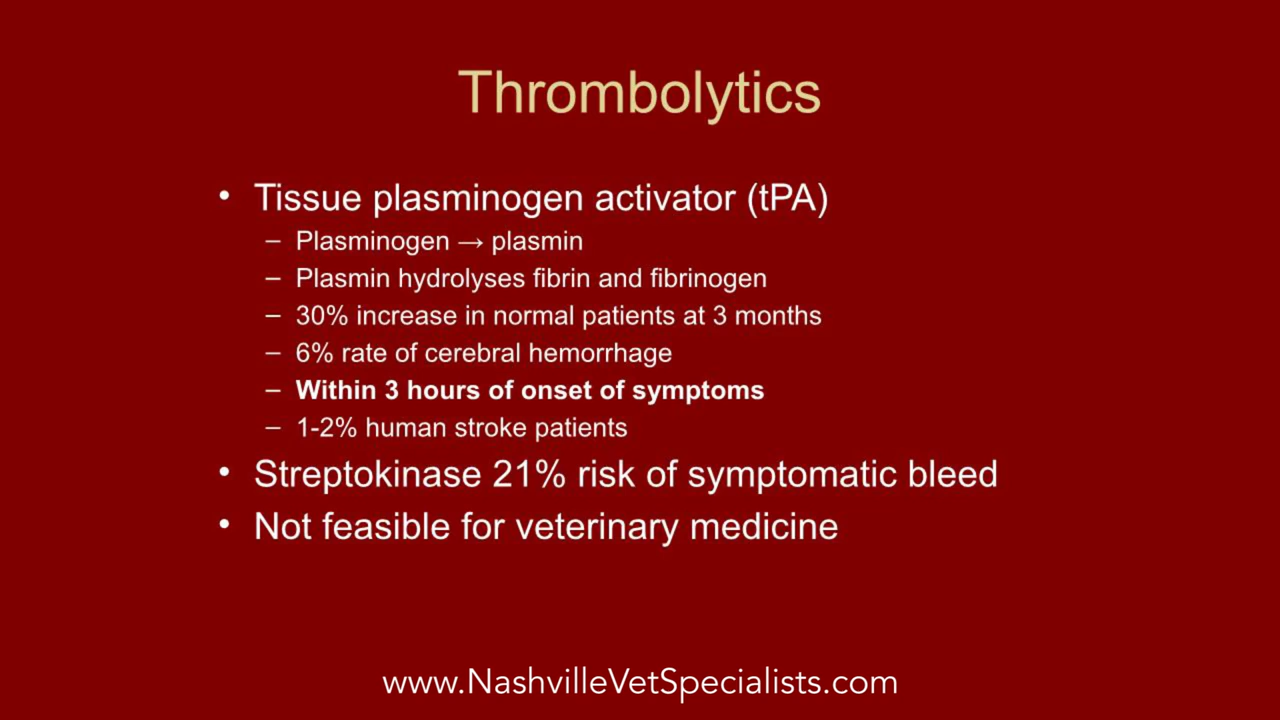 Thrombolytics
• Tissue plasminogen activator (tPA)
– Plasminogen → plasmin
– Plasmin hydrolyses fibrin and fibrinogen
– 30% increase in normal patients at 3 months
– 6% rate of cerebral hemorrhage
– Within 3 hours of onset of symptoms
– 1-2% human stroke patients
• Streptokinase 21% risk of symptomatic bleed
• Not feasible for veterinary medicine
www.NashvilleVetSpecialists.com